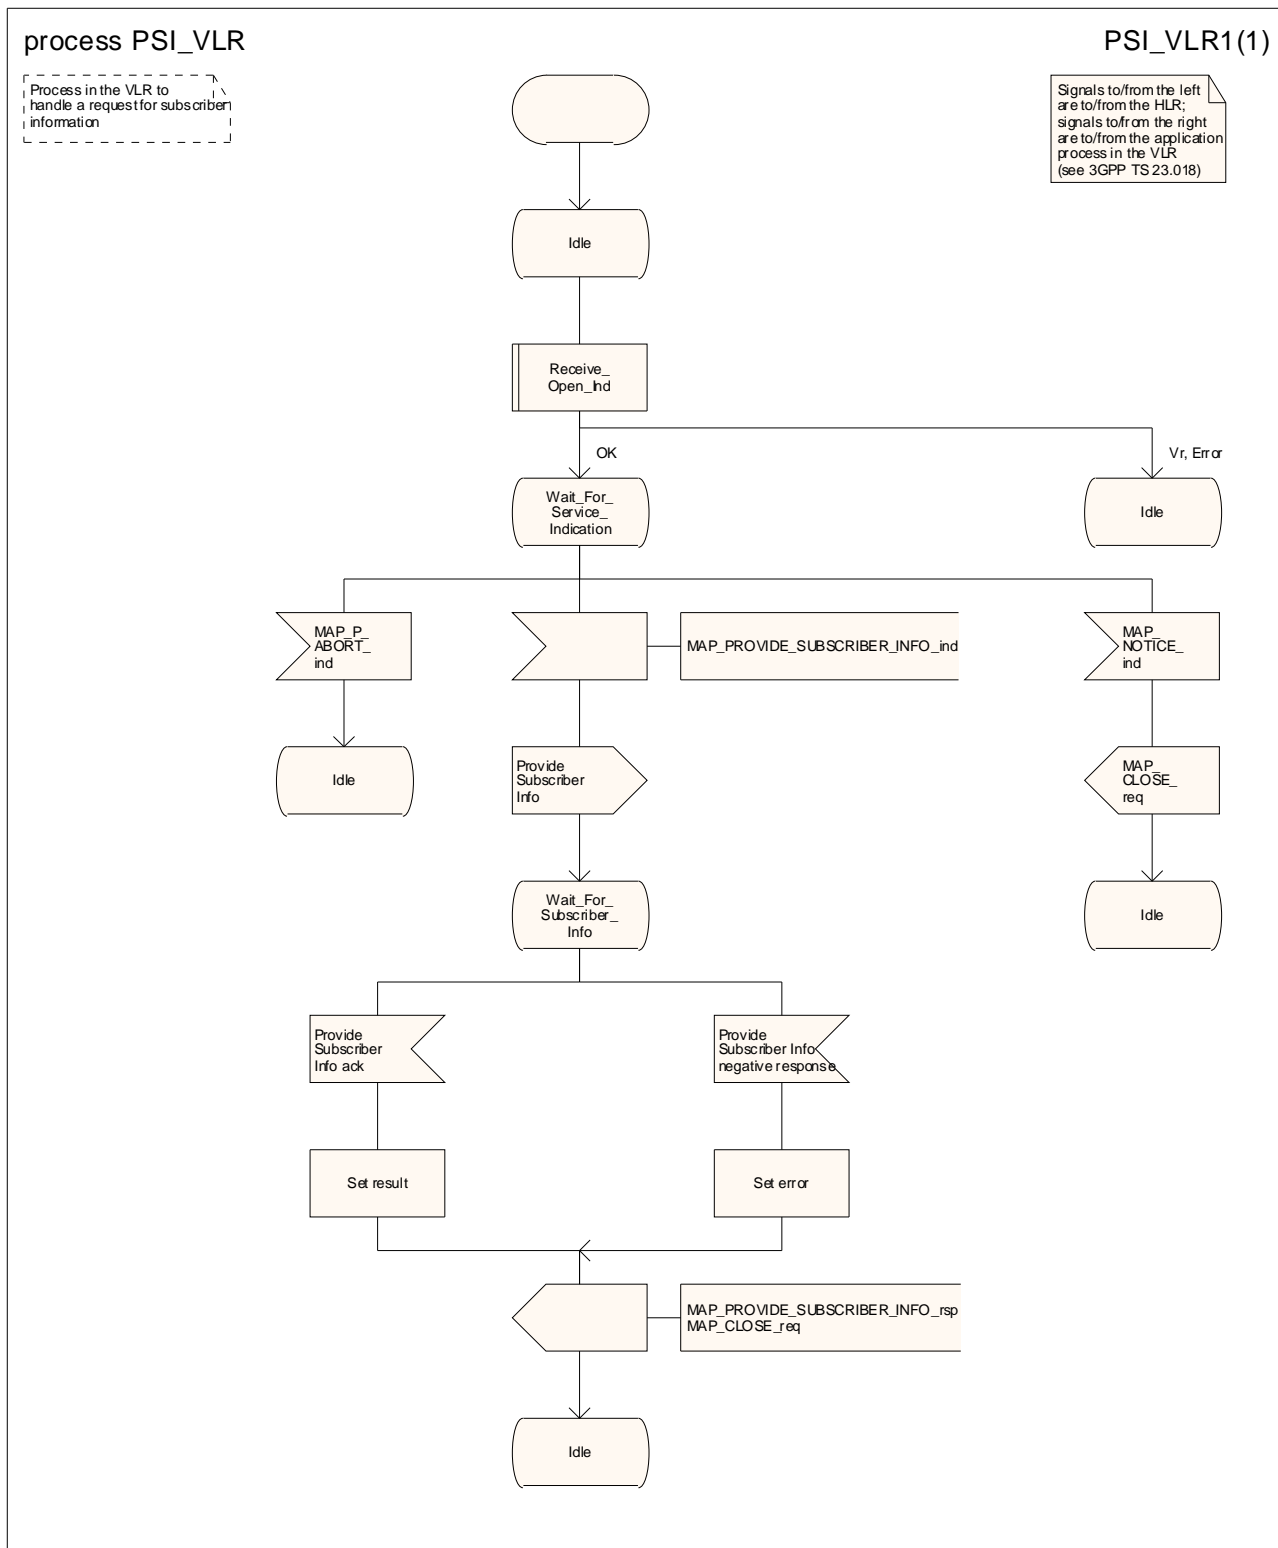 process PSI_VLR
PSI_VLR1(1)
Process in the VLR to
handle a request for subscriber
information
Signals to/from the left
are to/from the HLR;
signals to/from the right
are to/from the application
process in the VLR
(see 3GPP TS 23.018)
Idle
Receive_
Open_Ind
OK
Vr, Error
Wait_For_
Service_
Indication
Idle
MAP_P_
ABORT_
ind
MAP_PROVIDE_SUBSCRIBER_INFO_ind
MAP_
NOTICE_
ind
Idle
Provide
Subscriber
Info
MAP_
CLOSE_
req
Wait_For_
Subscriber_
Info
Idle
Provide
Subscriber
Info ack
Provide
Subscriber Info
negative response
Set result
Set error
MAP_PROVIDE_SUBSCRIBER_INFO_rsp
MAP_CLOSE_req
Idle